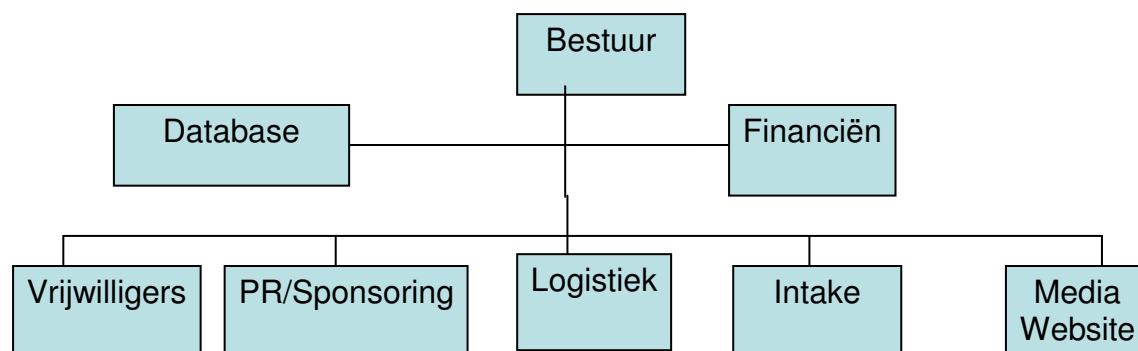 Bestuur
Database
Financiën
Vrijwilligers
PR/Sponsoring
Logistiek
Intake
Media
Website